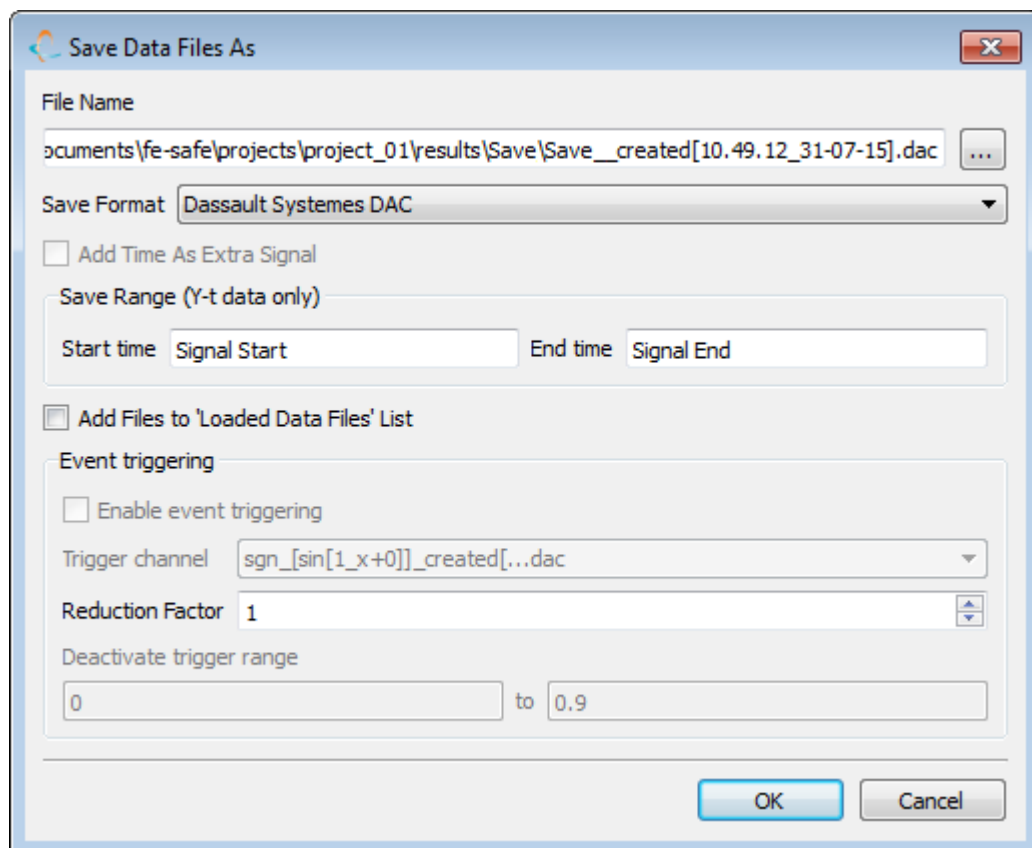 Save Data Files As
File Name
ocuments\fe-safe\projects\project_01\results\Save\Save__created[10.49.12_31-07-15].dac ...
Save Format Dassault Systemes DAC
Add Time As Extra Signal
Save Range (Y-t data only)
Start time Signal Start End time Signal End
Add Files to 'Loaded Data Files' List
Event triggering
Enable event triggering
Trigger channel sgn_[sin[1_x+0]]_created[...dac
Reduction Factor 1
Deactivate trigger range
0 to 0.9
OK Cancel